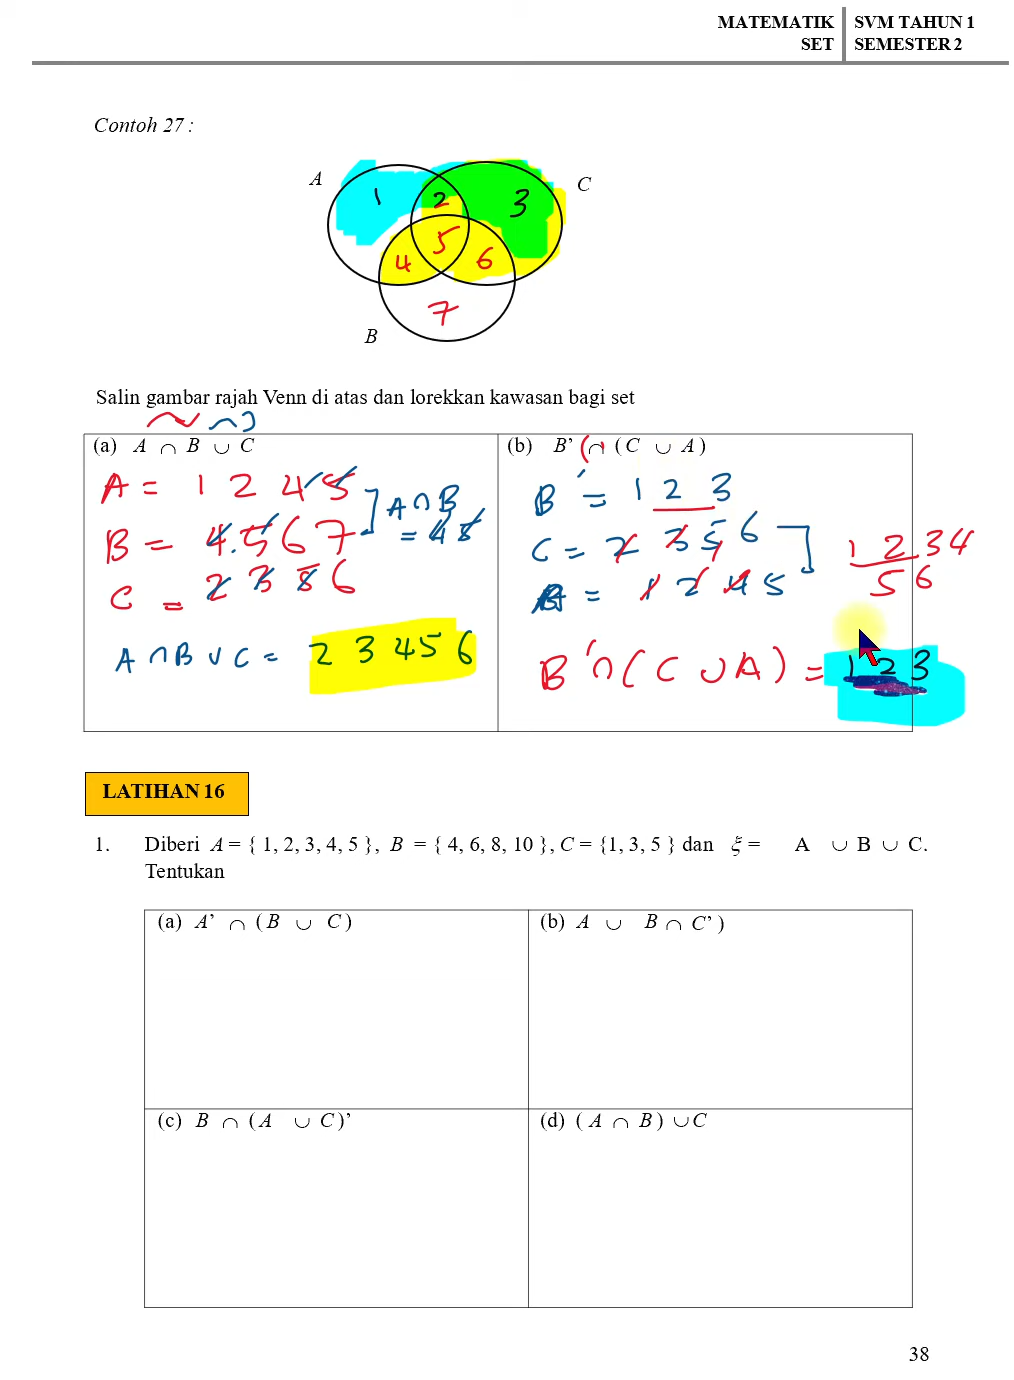 MATEMATIK SVM TAHUN 1
SET SEMESTER 2
Contoh 27 :
A
C
1 2 3
4 5 6
7
B
Salin gambar rajah Venn di atas dan lorekkan kawasan bagi set
(a) A ∩ B ∪ C
A = 1 2 4 5
B = 4 5 6 7
A ∩ B
= 4 5
C = 2 3 5 6
A ∩ B ∪ C = 2 3 4 5 6
(b) B’ ∩ ( C ∪ A )
B' = 1 2 3
C = 2 3 5 6
A = 1 2 4 5
1 2 3 4
5 6
B' ∩ ( C ∪ A ) = 1 2 3
LATIHAN 16
1. Diberi A = { 1, 2, 3, 4, 5 }, B = { 4, 6, 8, 10 }, C = {1, 3, 5 } dan ξ = A ∪ B ∪ C.
Tentukan
(a) A’ ∩ ( B ∪ C )
(b) A ∪ B ∩ C’ )
(c) B ∩ ( A ∪ C )’
(d) ( A ∩ B ) ∪ C
38